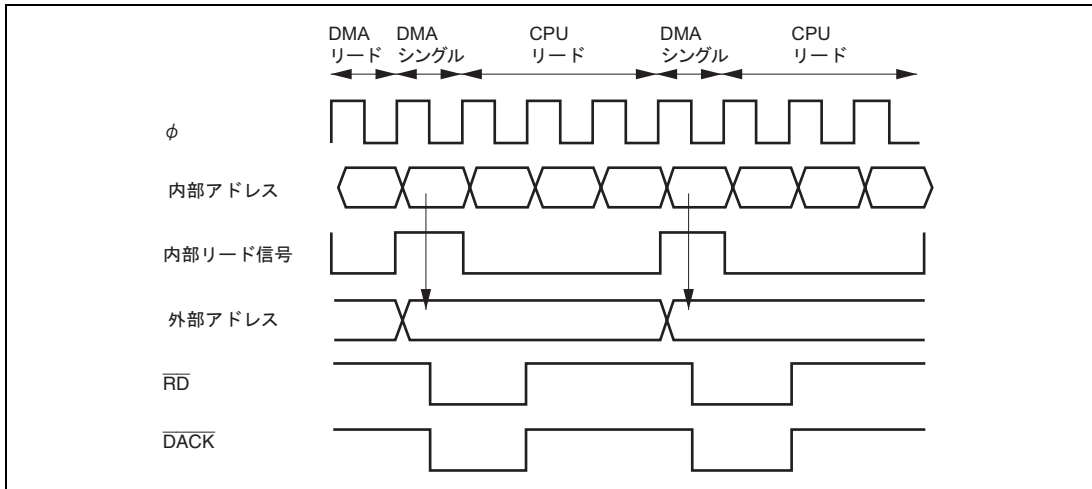 DMA リード
DMA シングル
CPU リード
DMA シングル
CPU リード
φ
内部アドレス
内部リード信号
外部アドレス
RD
DACK